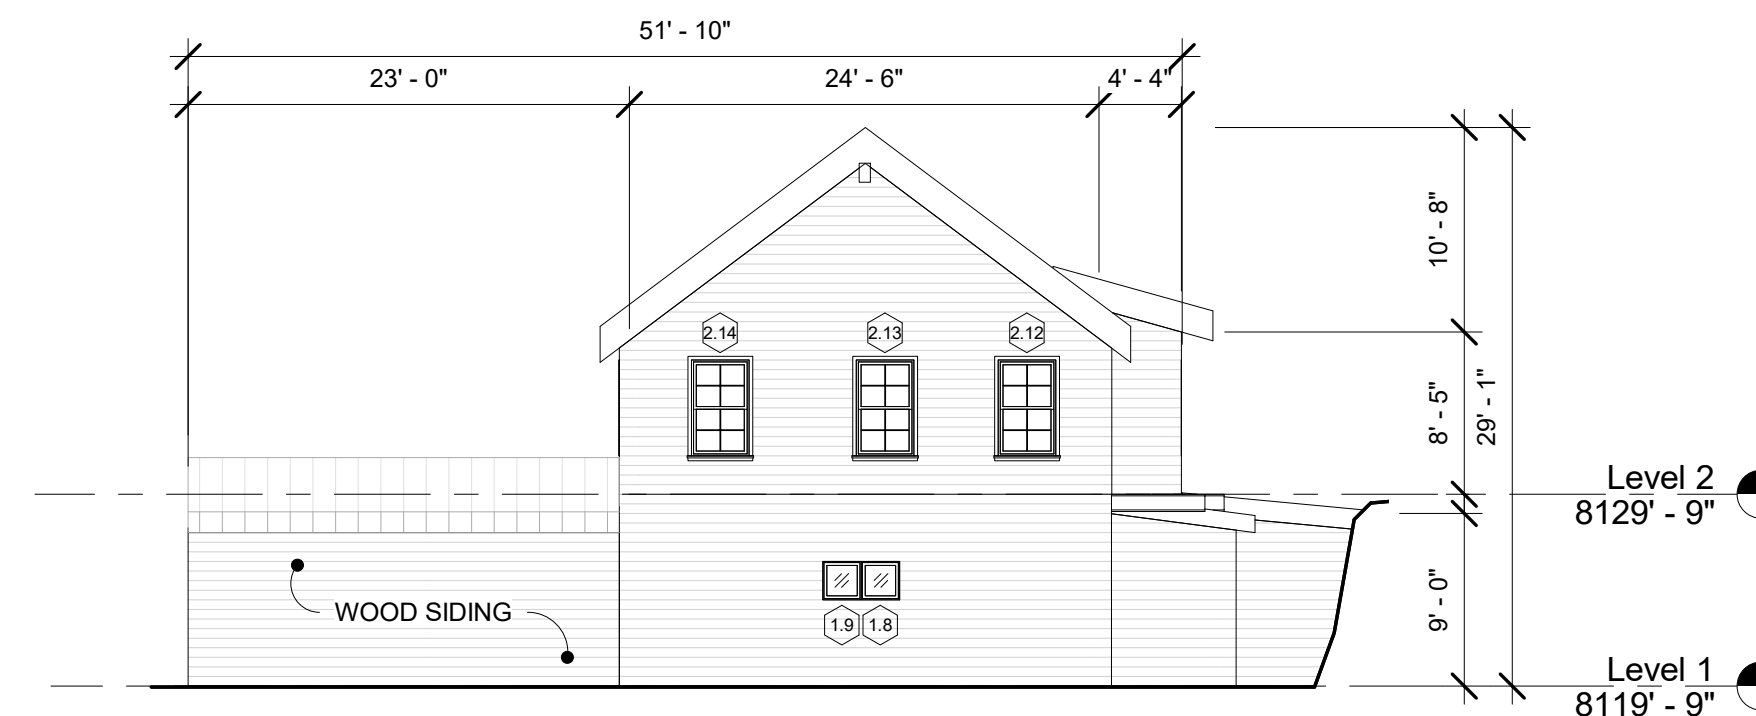 51' - 10"
23' - 0"
24' - 6"
4' - 4"
10' - 8"
2.14
2.13
2.12
8' - 5"
29' - 1"
Level 2
8129' - 9"
9' - 0"
WOOD SIDING
1.9
1.8
Level 1
8119' - 9"